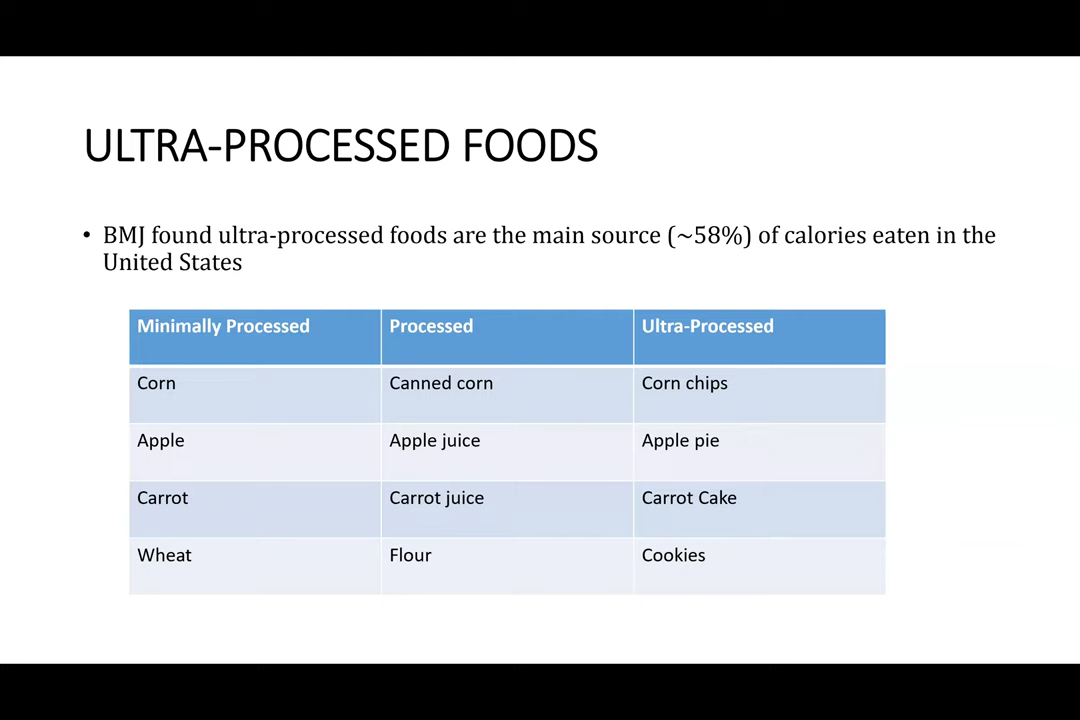 ULTRA-PROCESSED FOODS
• BMJ found ultra-processed foods are the main source (~58%) of calories eaten in the
United States
Minimally Processed Processed Ultra-Processed
Corn Canned corn Corn chips
Apple Apple juice Apple pie
Carrot Carrot juice Carrot Cake
Wheat Flour Cookies